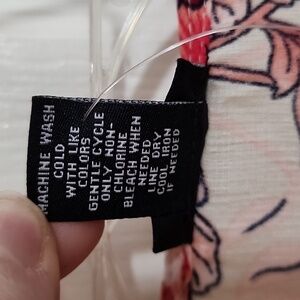 MACHINE WASH
COLD
WITH LIKE
COLORS
GENTLE CYCLE
ONLY NON-
CHLORINE
BLEACH WHEN
NEEDED
LINE DRY
COOL IRON
IF NEEDED